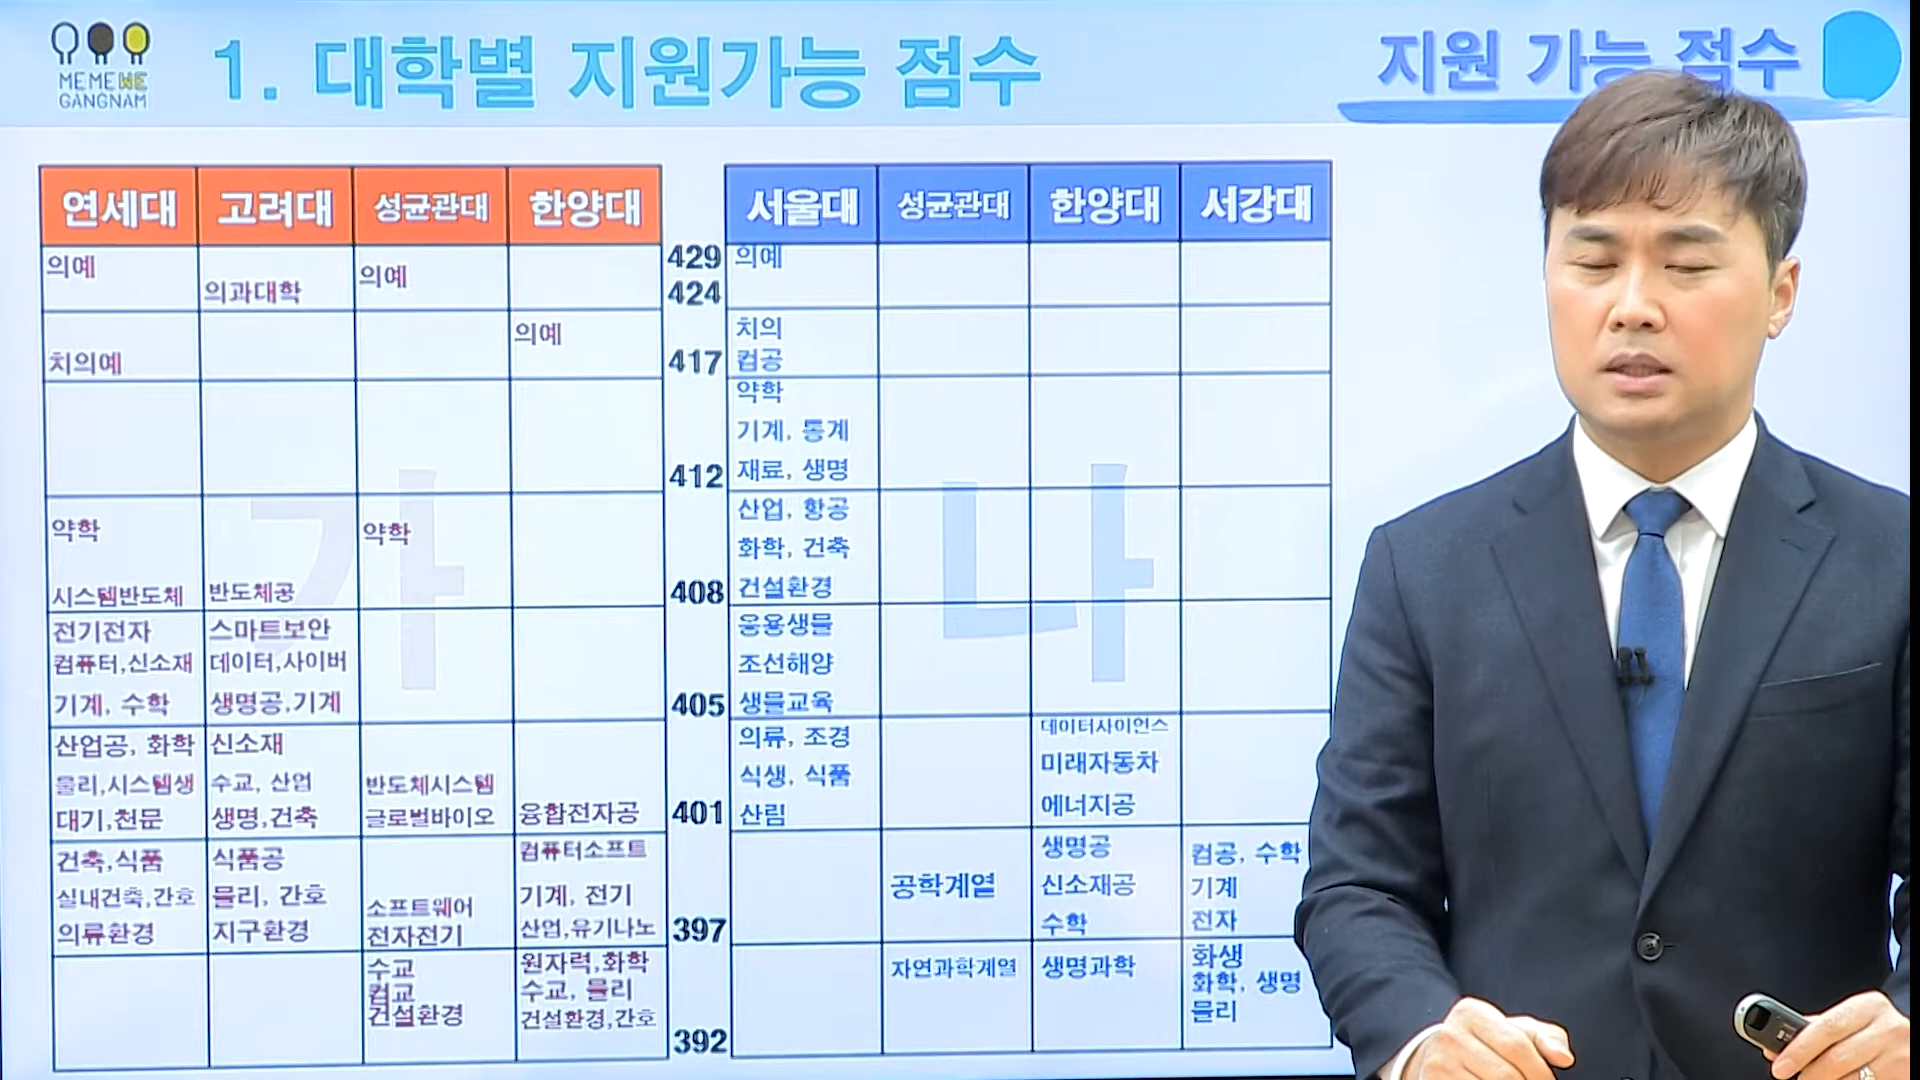 MEMEWE
GANGNAM
1. 대학별 지원가능 점수
지원 가능 점수
연세대 고려대 성균관대 한양대
서울대 성균관대 한양대 서강대
가
나
의예
의과대학
의예
429
424
의예
치의예
의예
417
치의
컴공
412
약학
기계, 통계
재료, 생명
약학
시스템반도체
반도체공
약학
408
산업, 항공
화학, 건축
건설환경
전기전자
컴퓨터,신소재
기계, 수학
스마트보안
데이터,사이버
생명공,기계
405
응용생물
조선해양
생물교육
산업공, 화학
물리,시스템생
대기,천문
신소재
수교, 산업
생명,건축
반도체시스템
글로벌바이오
융합전자공
401
의류, 조경
식생, 식품
산림
데이터사이언스
미래자동차
에너지공
건축,식품
실내건축,간호
의류환경
식품공
물리, 간호
지구환경
소프트웨어
전자전기
컴퓨터소프트
기계, 전기
산업,유기나노
397
공학계열
생명공
신소재공
수학
컴공, 수학
기계
전자
수교
컴교
건설환경
원자력,화학
수교, 물리
건설환경,간호
392
자연과학계열
생명과학
화생
화학, 생명
물리